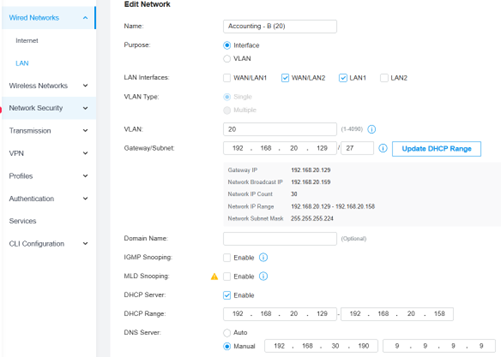 Edit Network
Wired Networks
Internet
LAN
Wireless Networks
Network Security
Transmission
VPN
Profiles
Authentication
Services
CLI Configuration
Name: Accounting - B (20)
Purpose: Interface
VLAN
LAN Interfaces: WAN/LAN1 WAN/LAN2 LAN1 LAN2
VLAN Type: Single
Multiple
VLAN: 20 (1-4090)
Gateway/Subnet: 192 . 168 . 20 . 129 / 27 Update DHCP Range
Gateway IP 192.168.20.129
Network Broadcast IP 192.168.20.159
Network IP Count 30
Network IP Range 192.168.20.129 - 192.168.20.158
Network Subnet Mask 255.255.255.224
Domain Name: (Optional)
IGMP Snooping: Enable
MLD Snooping: Enable
DHCP Server: Enable
DHCP Range: 192 . 168 . 20 . 129 - 192 . 168 . 20 . 158
DNS Server: Auto
Manual 192 . 168 . 30 . 190 9 . 9 . 9 . 9